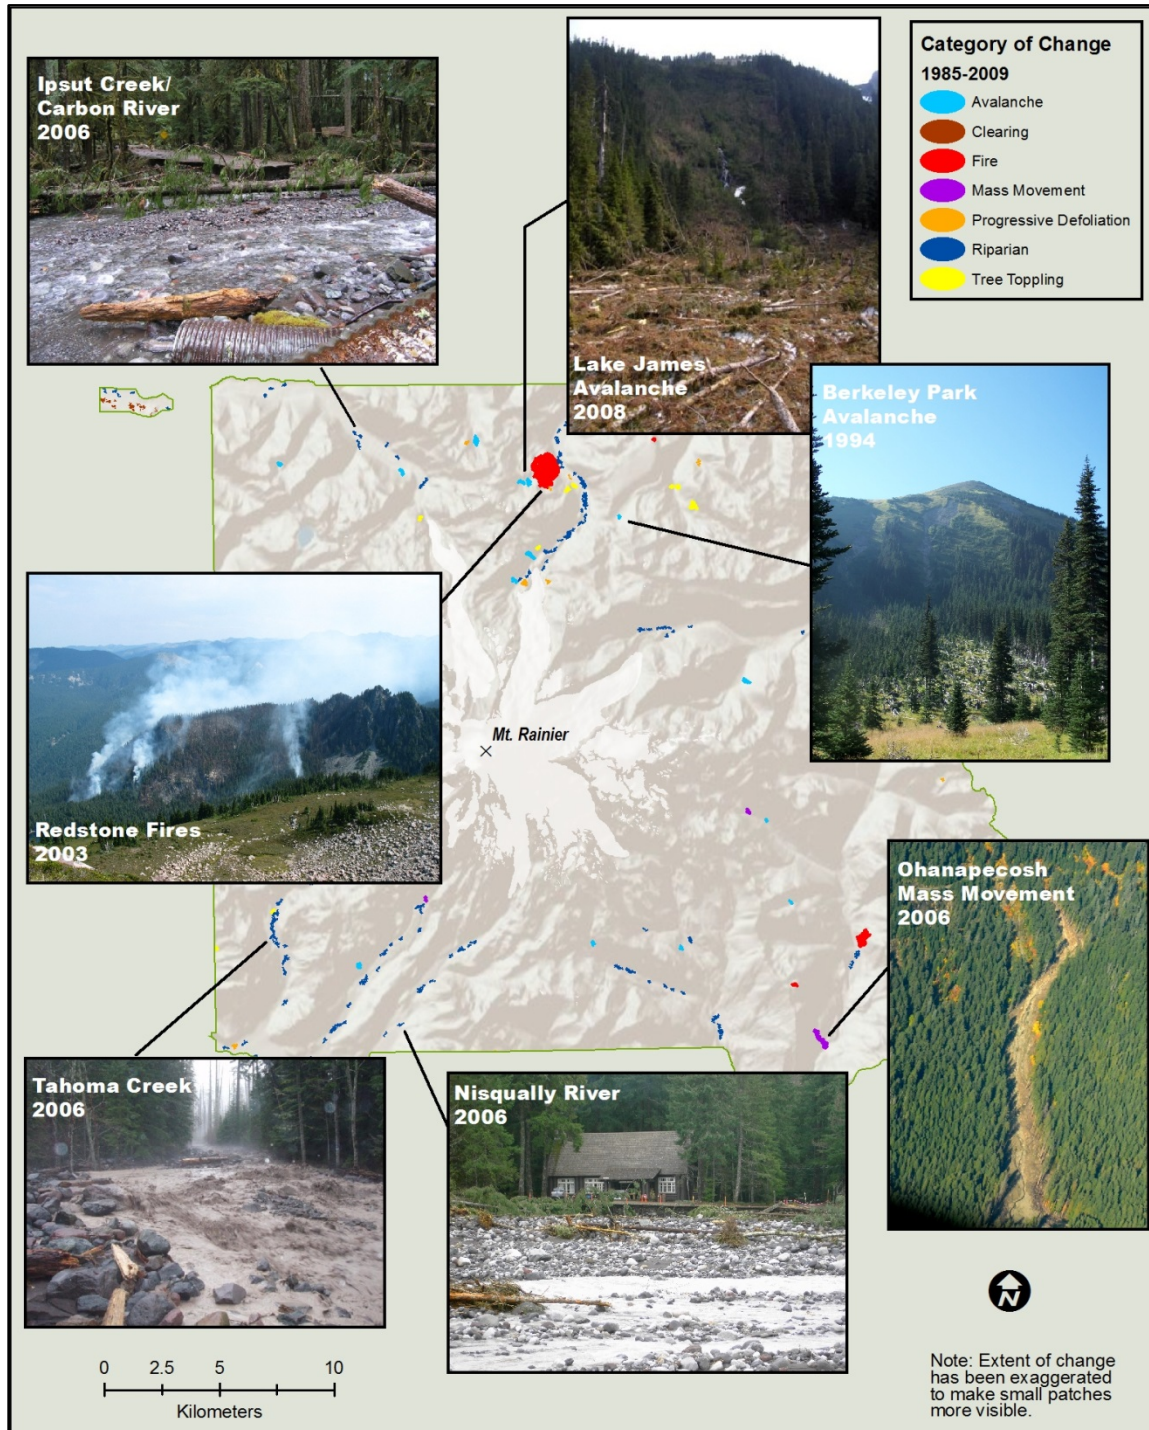 Ipsut Creek/
Carbon River
2006
Lake James
Avalanche
2008
Category of Change
1985-2009
Avalanche
Clearing
Fire
Mass Movement
Progressive Defoliation
Riparian
Tree Toppling
Berkeley Park
Avalanche
1994
Redstone Fires
2003
Mt. Rainier
Ohanapecosh
Mass Movement
2006
Tahoma Creek
2006
Nisqually River
2006
N
0 2.5 5 10
Kilometers
Note: Extent of change
has been exaggerated
to make small patches
more visible.